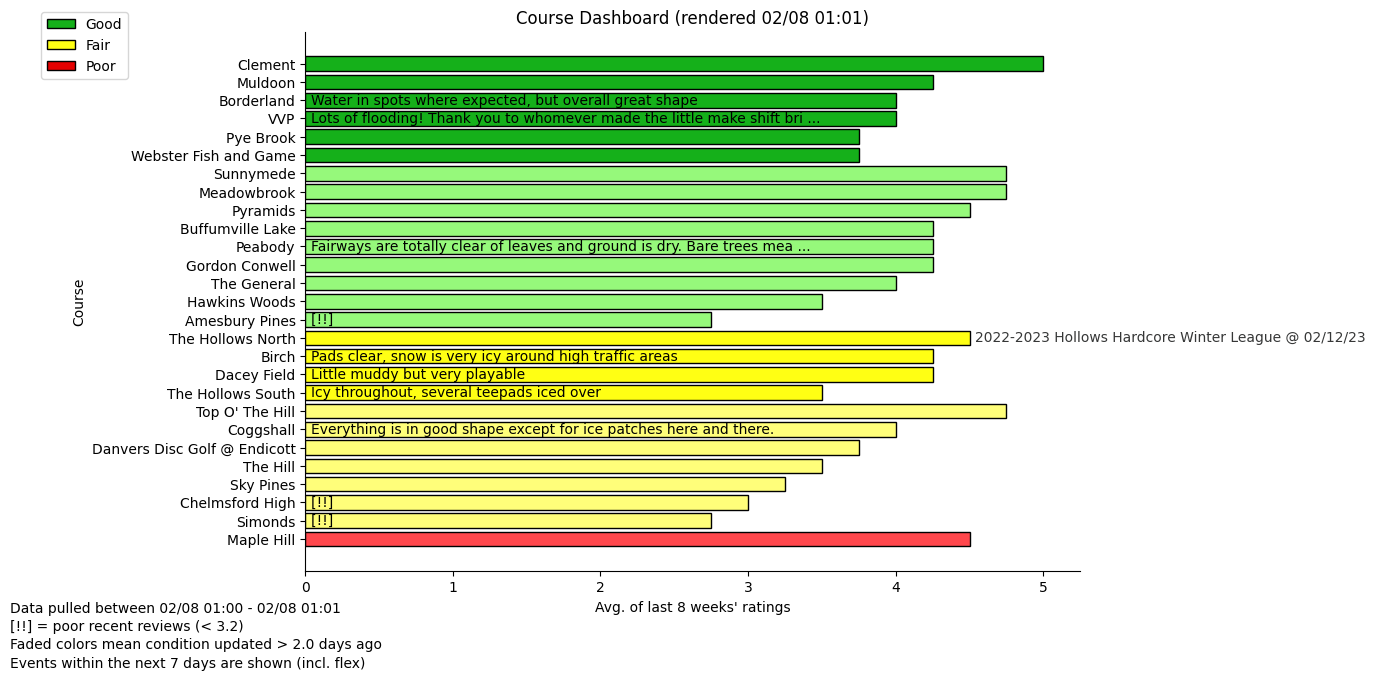 Course Dashboard (rendered 02/08 01:01)
Good
Fair
Poor
Course
Clement
Muldoon
Borderland Water in spots where expected, but overall great shape
VVP Lots of flooding! Thank you to whomever made the little make shift bri ...
Pye Brook
Webster Fish and Game
Sunnymede
Meadowbrook
Pyramids
Buffumville Lake
Peabody Fairways are totally clear of leaves and ground is dry. Bare trees mea ...
Gordon Conwell
The General
Hawkins Woods
Amesbury Pines [!!]
The Hollows North 2022-2023 Hollows Hardcore Winter League @ 02/12/23
Birch Pads clear, snow is very icy around high traffic areas
Dacey Field Little muddy but very playable
The Hollows South Icy throughout, several teepads iced over
Top O' The Hill
Coggshall Everything is in good shape except for ice patches here and there.
Danvers Disc Golf @ Endicott
The Hill
Sky Pines
Chelmsford High [!!]
Simonds [!!]
Maple Hill
0 1 2 3 4 5
Avg. of last 8 weeks' ratings
Data pulled between 02/08 01:00 - 02/08 01:01
[!!] = poor recent reviews (< 3.2)
Faded colors mean condition updated > 2.0 days ago
Events within the next 7 days are shown (incl. flex)